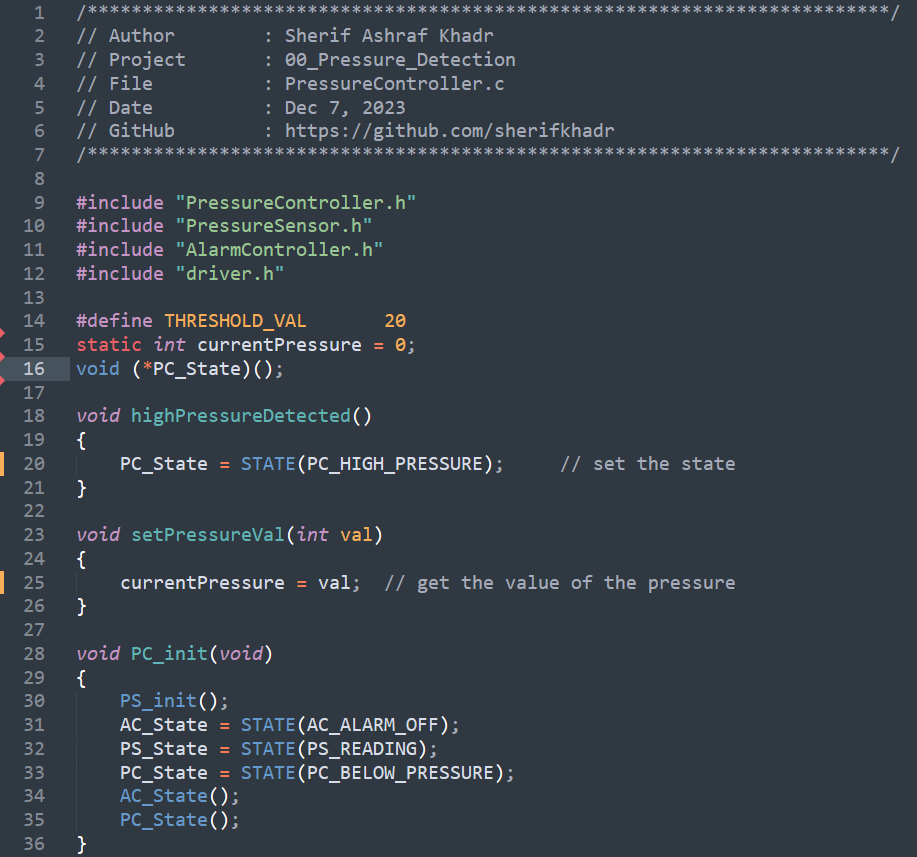 1 /*************************************************************************/
2 // Author        : Sherif Ashraf Khadr
3 // Project       : 00_Pressure_Detection
4 // File          : PressureController.c
5 // Date          : Dec 7, 2023
6 // GitHub        : https://github.com/sherifkhadr
7 /*************************************************************************/
8
9 #include "PressureController.h"
10 #include "PressureSensor.h"
11 #include "AlarmController.h"
12 #include "driver.h"
13
14 #define THRESHOLD_VAL       20
15 static int currentPressure = 0;
16 void (*PC_State)();
17
18 void highPressureDetected()
19 {
20     PC_State = STATE(PC_HIGH_PRESSURE);     // set the state
21 }
22
23 void setPressureVal(int val)
24 {
25     currentPressure = val;  // get the value of the pressure
26 }
27
28 void PC_init(void)
29 {
30     PS_init();
31     AC_State = STATE(AC_ALARM_OFF);
32     PS_State = STATE(PS_READING);
33     PC_State = STATE(PC_BELOW_PRESSURE);
34     AC_State();
35     PC_State();
36 }